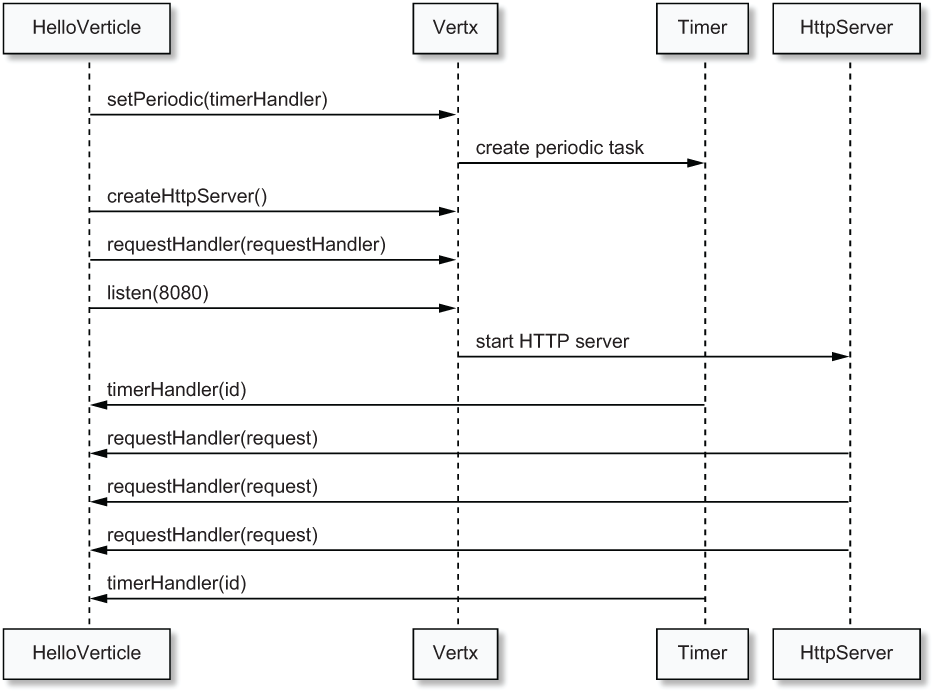 HelloVerticle
Vertx
Timer
HttpServer
setPeriodic(timerHandler)
create periodic task
createHttpServer()
requestHandler(requestHandler)
listen(8080)
start HTTP server
timerHandler(id)
requestHandler(request)
requestHandler(request)
requestHandler(request)
timerHandler(id)
HelloVerticle
Vertx
Timer
HttpServer